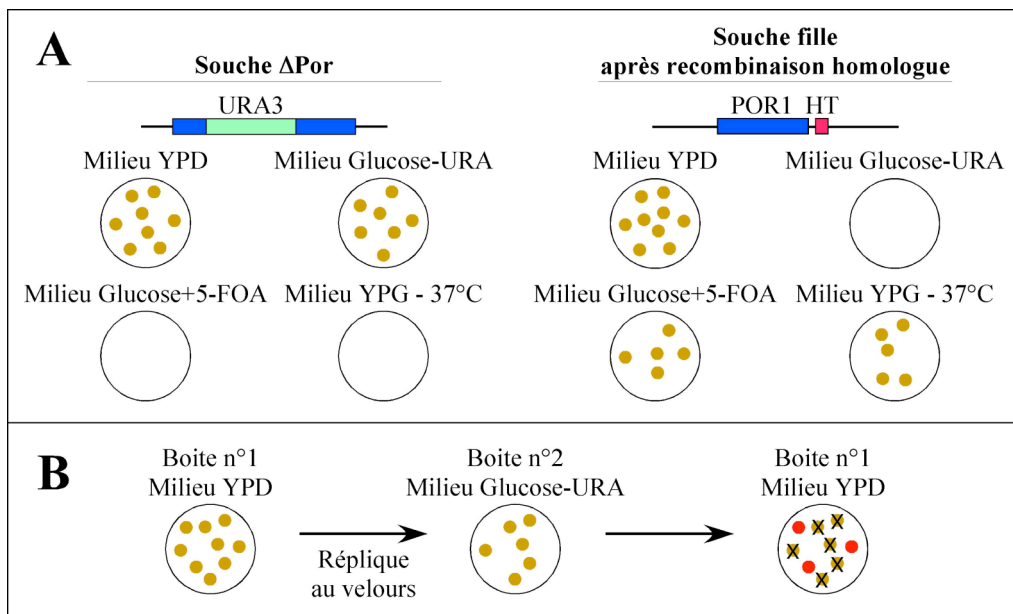 A
Souche ΔPor
URA3
Milieu YPD
Milieu Glucose-URA
Milieu Glucose+5-FOA
Milieu YPG - 37°C
Souche fille
après recombinaison homologue
POR1
HT
Milieu YPD
Milieu Glucose-URA
Milieu Glucose+5-FOA
Milieu YPG - 37°C
B
Boite n°1
Milieu YPD
Réplique
au velours
Boite n°2
Milieu Glucose-URA
Boite n°1
Milieu YPD